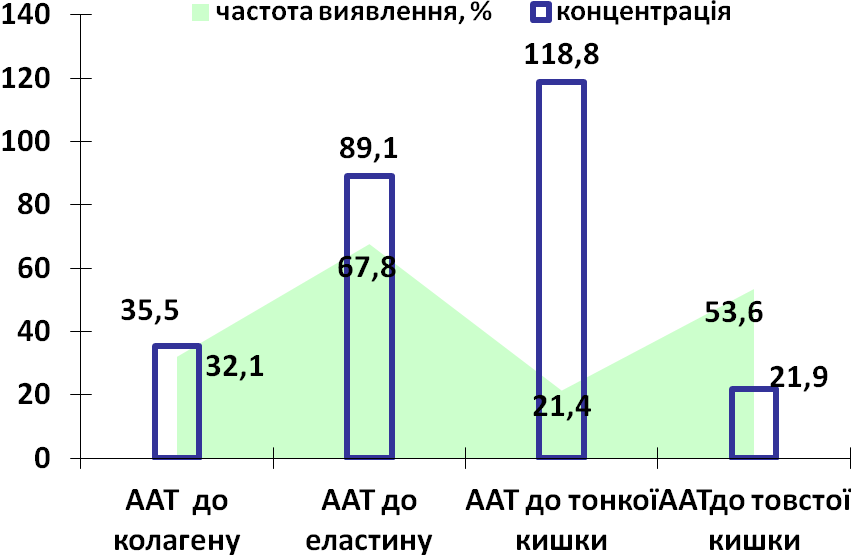 частота виявлення, %
концентрація
140
120
100
80
60
40
20
0
35,5
32,1
89,1
67,8
118,8
21,4
53,6
21,9
ААТ до
колагену
ААТ до
еластину
ААТ до тонкої
кишки
ААТдо товстої
кишки